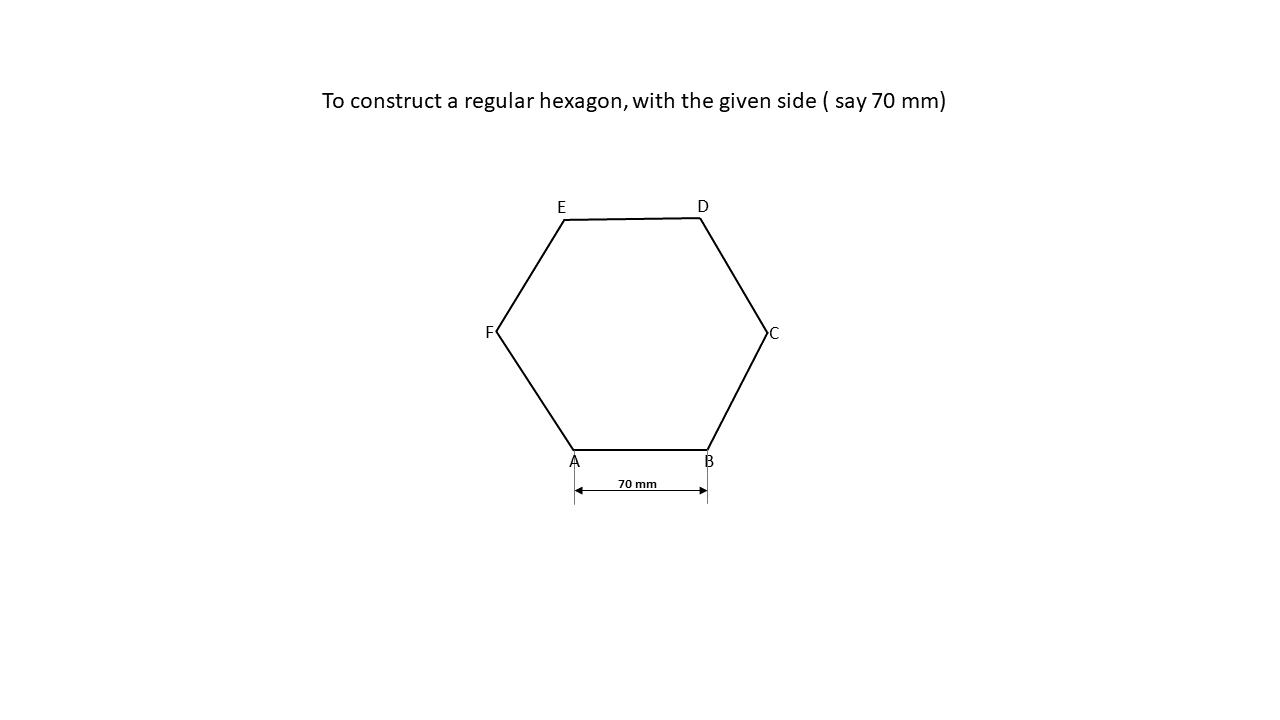 To construct a regular hexagon, with the given side ( say 70 mm)
E
D
F
C
A
B
70 mm